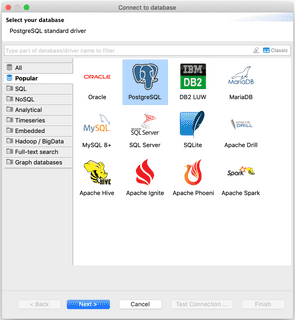 Connect to database
Select your database
PostgreSQL standard driver
Type part of database/driver name to filter
Classic
All
Popular
SQL
NoSQL
Analytical
Timeseries
Embedded
Hadoop / BigData
Full-text search
Graph databases
ORACLE
IBM
DB2
MariaDB
Oracle
PostgreSQL
DB2 LUW
MariaDB
MySQL
SQL Server
APACHE
DRILL
MySQL 8+
SQL Server
SQLite
Apache Drill
HIVE
Spark
Apache Hive
Apache Ignite
Apache Phoeni
Apache Spark
< Back
Next >
Cancel
Test Connection ...
Finish